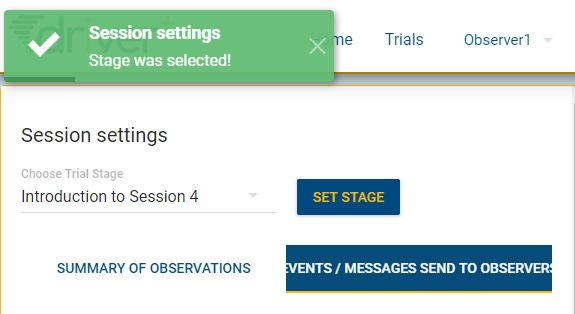 Session settings
Stage was selected!
driver+
Home
Trials
Observer1
Session settings
Choose Trial Stage
Introduction to Session 4
SET STAGE
SUMMARY OF OBSERVATIONS
EVENTS / MESSAGES SEND TO OBSERVERS